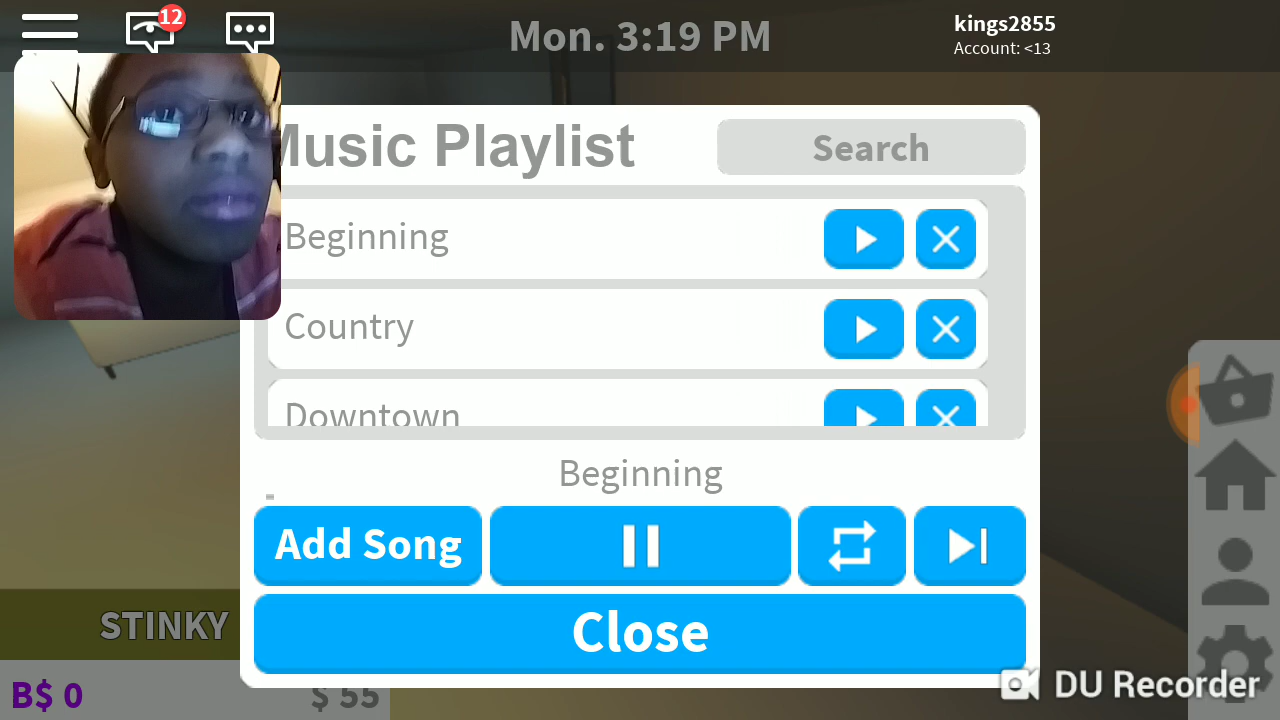 12
Mon. 3:19 PM
kings2855
Account: <13
Music Playlist
Search
Beginning
Country
Downtown
Beginning
Add Song
Close
STINKY
B$ 0
$ 55
DU Recorder